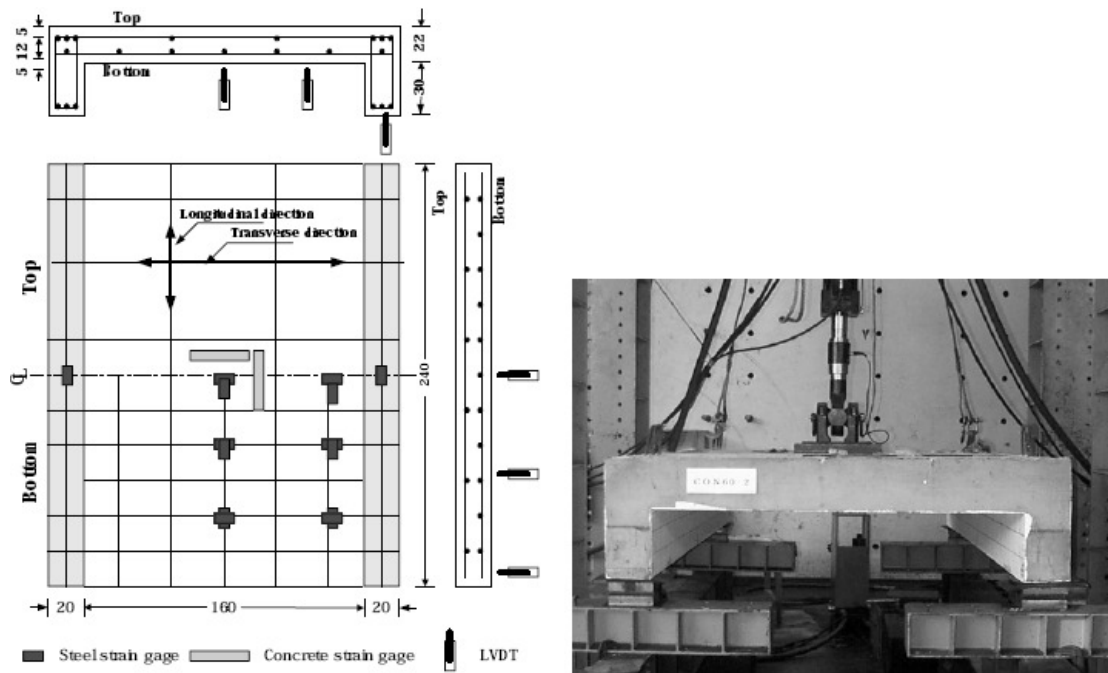 Top
5
12
5
Bottom
22
30
Top
Longitudinal direction
Transverse direction
Top
Bottom
CL
240
Bottom
20
160
20
Steel strain gage
Concrete strain gage
LVDT
CON60-2